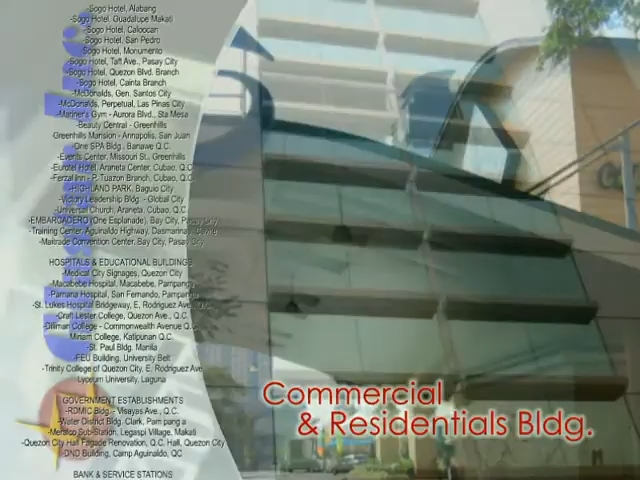 -Sogo Hotel, Alabang
-Sogo Hotel, Guadalupe Makati
-Sogo Hotel, Caloocan
-Sogo Hotel, San Pedro
Sogo Hotel, Monumento
-Sogo Hotel, Taft Ave., Pasay City
-Sogo Hotel, Quezon Blvd. Branch
-Sogo Hotel, Cainta Branch
-McDonalds, Gen. Santos City
-McDonalds, Perpetual, Las Pinas City
-Mariner's Gym - Aurora Blvd., Sta Mesa
-Beauty Central - Greenhills
-Greenhills Mansion - Annapolis, San Juan
-One SPA Bldg., Banawe Q.C.
-Events Center, Missouri St., Greenhills
-Eurotel Hotel, Araneta Center, Cubao, Q.C
-Ferzal Inn - P. Tuazon Branch, Cubao, Q.C
-HIGHLAND PARK, Baguio City
-Victory Leadership Bldg. - Global City
-Universal Church, Araneta, Cubao, Q.C
-EMBARCADERO (One Esplanade), Bay City, Pasay City
-Training Center, Aguinaldo Highway, Dasmarinas, Cavite
-Maitrade Convention Center, Bay City, Pasay City
HOSPITALS & EDUCATIONAL BUILDINGS
-Medical City Signages, Quezon City
-Macabebe Hospital, Macabebe, Pampanga
-Pamana Hospital, San Fernando, Pampanga
-St. Lukes Hospital Bridgeway, E, Rodriguez Ave., Q.C
-Craft Lester College, Quezon Ave., Q.C.
-Diliman College - Commonwealth Avenue Q.C
Miriam College, Katipunan Q.C.
-St. Paul Bldg. Manila
-FEU Building, University Belt
-Trinity College of Quezon City, E. Rodriguez Ave
Lyceum University, Laguna
GOVERNMENT ESTABLISHMENTS
-RDMIC Bldg. - Visayas Ave., Q.C.
-Water District Bldg. Clark, Pampanga
-Meralco Sub-Station, Legaspi Village, Makati
-Quezon City Hall Façade Renovation, Q.C. Hall, Quezon City
-DND Building, Camp Aguinaldo, QC
BANK & SERVICE STATIONS
Commercial
& Residentials Bldg.